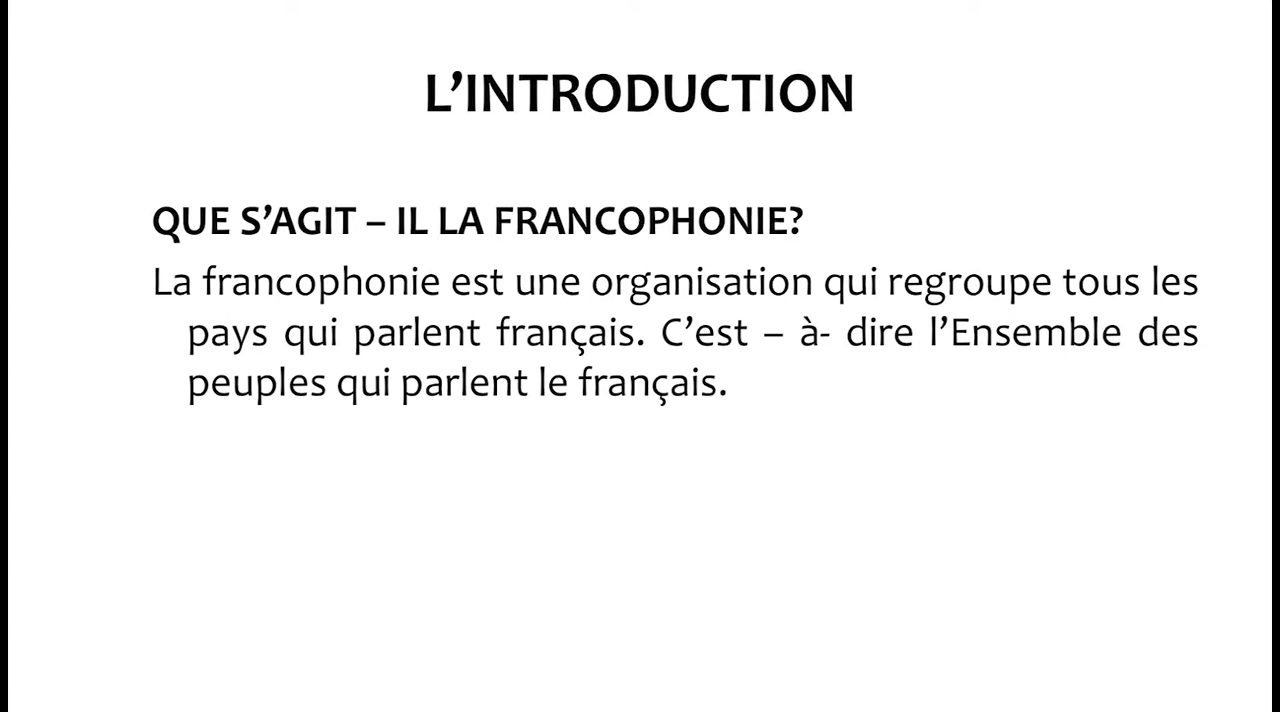 L’INTRODUCTION
QUE S’AGIT – IL LA FRANCOPHONIE?
La francophonie est une organisation qui regroupe tous les
pays qui parlent français. C’est – à- dire l’Ensemble des
peuples qui parlent le français.